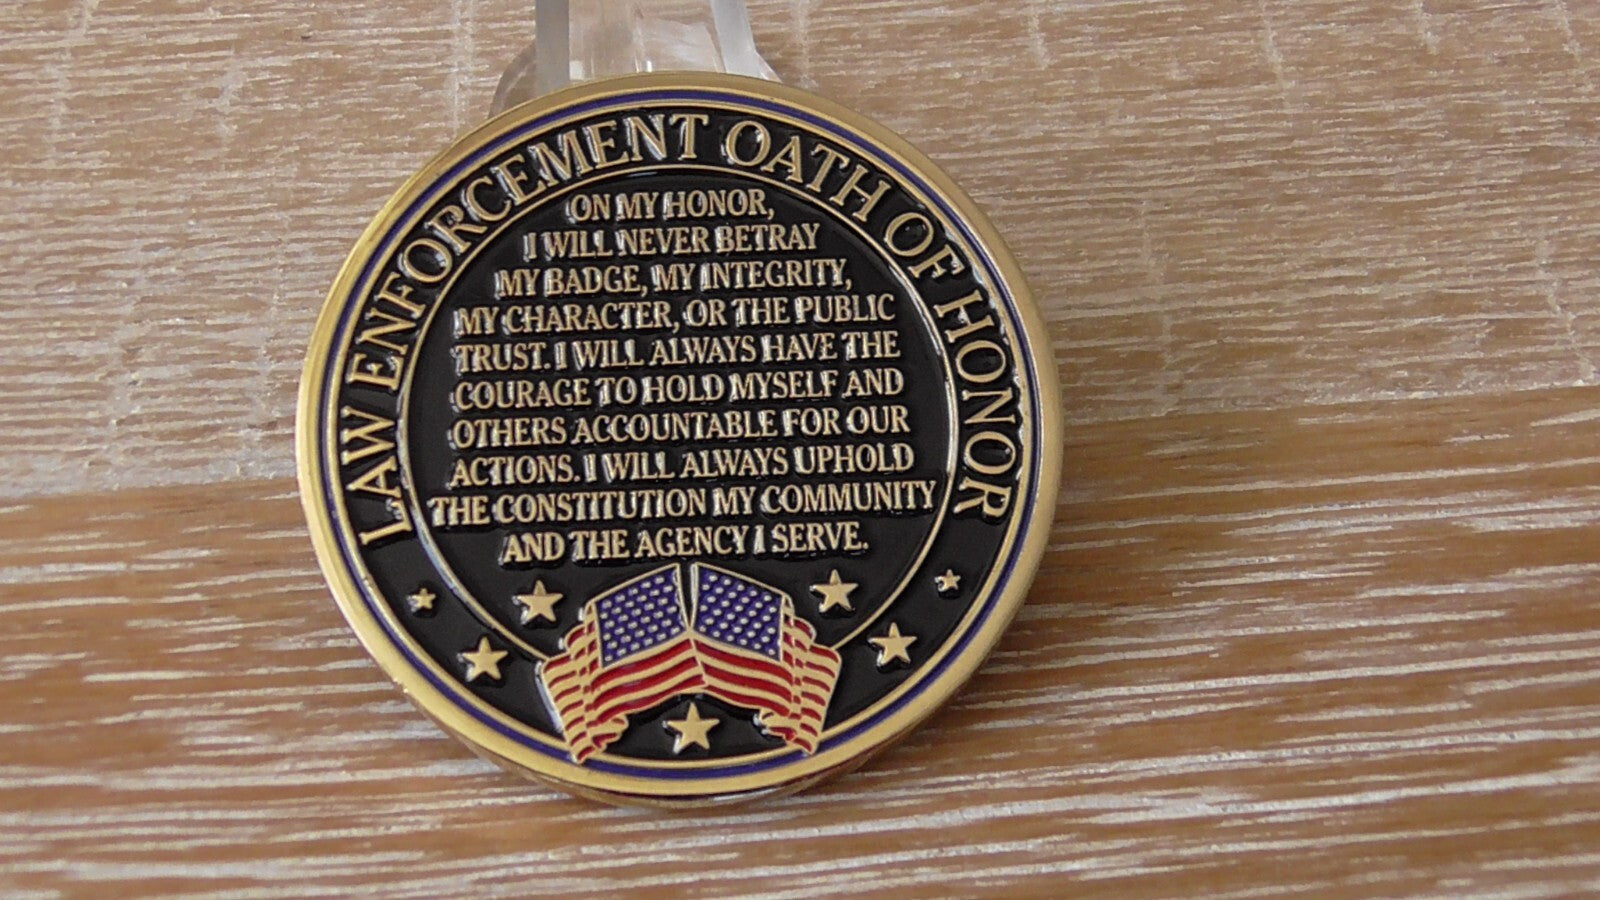 LAW ENFORCEMENT OATH OF HONOR
ON MY HONOR,
I WILL NEVER BETRAY
MY BADGE, MY INTEGRITY,
MY CHARACTER, OR THE PUBLIC
TRUST. I WILL ALWAYS HAVE THE
COURAGE TO HOLD MYSELF AND
OTHERS ACCOUNTABLE FOR OUR
ACTIONS. I WILL ALWAYS UPHOLD
THE CONSTITUTION MY COMMUNITY
AND THE AGENCY I SERVE.